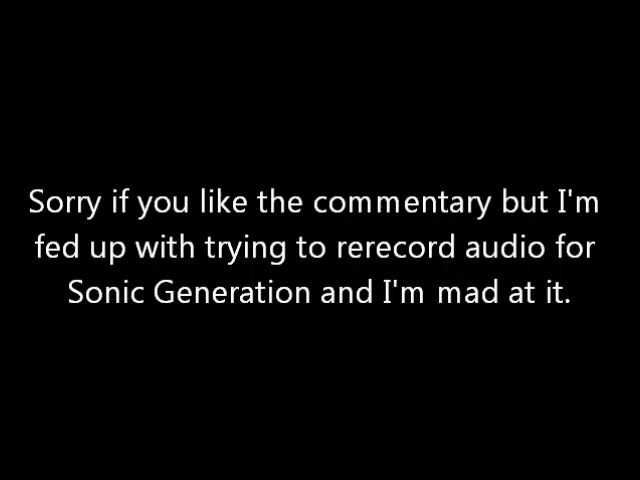 Sorry if you like the commentary but I'm
fed up with trying to rerecord audio for
Sonic Generation and I'm mad at it.